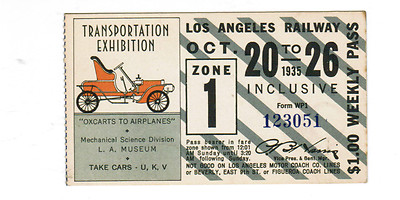 TRANSPORTATION
EXHIBITION
"OXCARTS TO AIRPLANES"
Mechanical Science Division
L. A. MUSEUM
TAKE CARS - U, K, V
LOS ANGELES RAILWAY
OCT. 20 TO 26
1935
INCLUSIVE
ZONE
1
Form WP1
123051
Pass bearer in fare
zone shown from 12:01
AM Sunday until 3:20
AM following Sunday.
Vice Pres. & Genl. Mgr.
NOT GOOD ON LOS ANGELES MOTOR COACH CO. LINES
or BEVERLY, EAST 9th ST. or FIGUEROA COACH LINES
$1.00 WEEKLY PASS